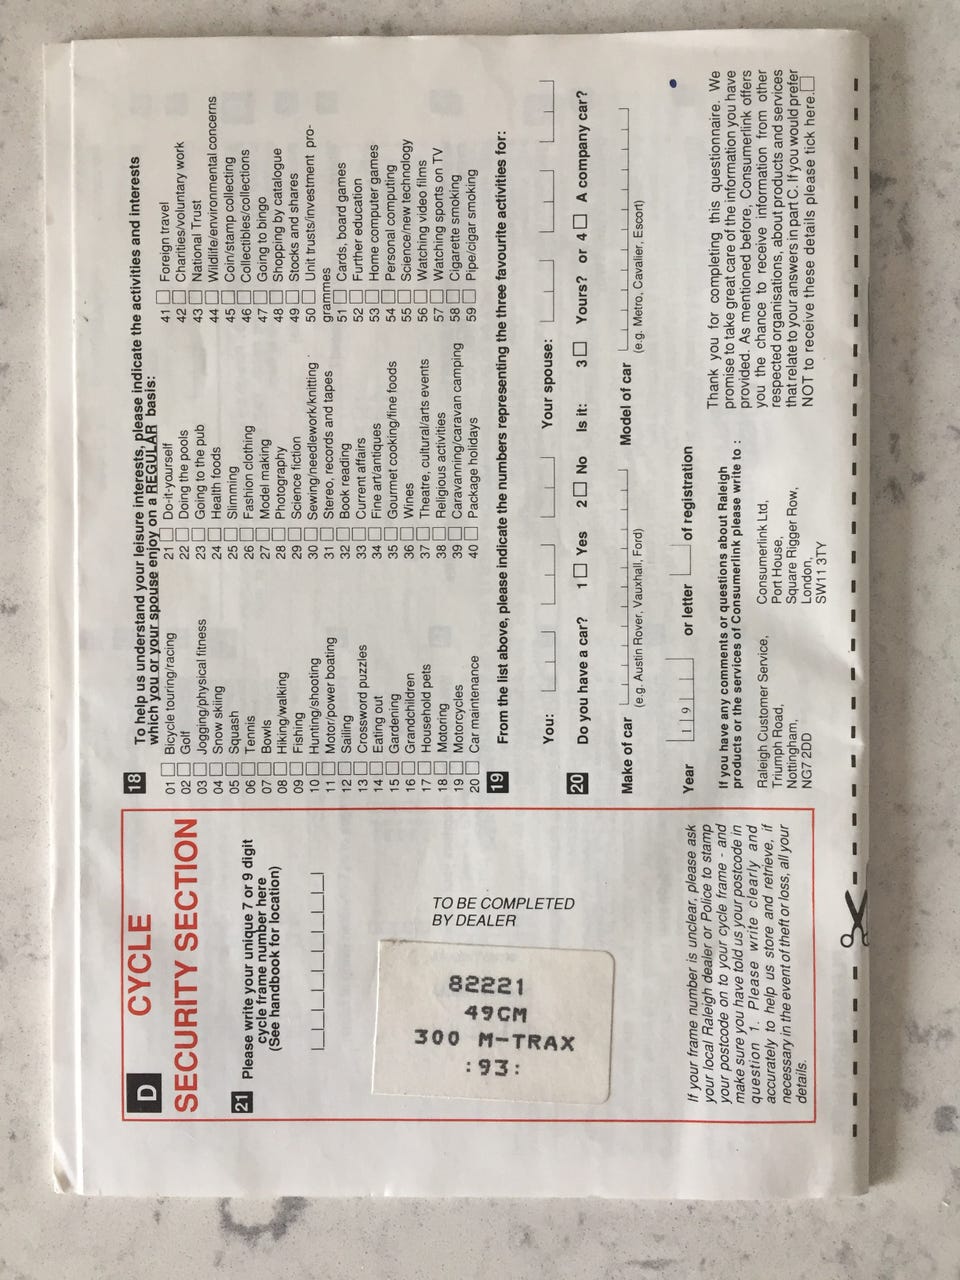 D CYCLE
SECURITY SECTION
21 Please write your unique 7 or 9 digit
cycle frame number here
(See handbook for location)
TO BE COMPLETED
BY DEALER
82221
49CM
300 M-TRAX
:93:
If your frame number is unclear, please ask
your local Raleigh dealer or Police to stamp
your postcode on to your cycle frame - and
make sure you have told us your postcode in
question 1. Please write clearly and
accurately to help us store and retrieve, if
necessary in the event of theft or loss, all your
details.
18 To help us understand your leisure interests, please indicate the activities and interests
which you or your spouse enjoy on a REGULAR basis:
01 Bicycle touring/racing
02 Golf
03 Jogging/physical fitness
04 Snow skiing
05 Squash
06 Tennis
07 Bowls
08 Hiking/walking
09 Fishing
10 Hunting/shooting
11 Motor/power boating
12 Sailing
13 Crossword puzzles
14 Eating out
15 Gardening
16 Grandchildren
17 Household pets
18 Motoring
19 Motorcycles
20 Car maintenance
21 Do-it-yourself
22 Doing the pools
23 Going to the pub
24 Health foods
25 Slimming
26 Fashion clothing
27 Model making
28 Photography
29 Science fiction
30 Sewing/needlework/knitting
31 Stereo, records and tapes
32 Book reading
33 Current affairs
34 Fine art/antiques
35 Gourmet cooking/fine foods
36 Wines
37 Theatre, cultural/arts events
38 Religious activities
39 Caravanning/caravan camping
40 Package holidays
41 Foreign travel
42 Charities/voluntary work
43 National Trust
44 Wildlife/environmental concerns
45 Coin/stamp collecting
46 Collectibles/collections
47 Going to bingo
48 Shopping by catalogue
49 Stocks and shares
50 Unit trusts/investment pro-
grammes
51 Cards, board games
52 Further education
53 Home computer games
54 Personal computing
55 Science/new technology
56 Watching video films
57 Watching sports on TV
58 Cigarette smoking
59 Pipe/cigar smoking
19 From the list above, please indicate the numbers representing the three favourite activities for:
You: Your spouse:
20 Do you have a car? 1 Yes 2 No Is it: 3 Yours? or 4 A company car?
Make of car Model of car
(e.g. Austin Rover, Vauxhall, Ford) (e.g. Metro, Cavalier, Escort)
Year 1 9 or letter of registration
If you have any comments or questions about Raleigh
products or the services of Consumerlink please write to :
Raleigh Customer Service,
Triumph Road,
Nottingham,
NG7 2DD
Consumerlink Ltd,
Port House,
Square Rigger Row,
London,
SW11 3TY
Thank you for completing this questionnaire. We
promise to take great care of the information you have
provided. As mentioned before, Consumerlink offers
you the chance to receive information from other
respected organisations, about products and services
that relate to your answers in part C. If you would prefer
NOT to receive these details please tick here.